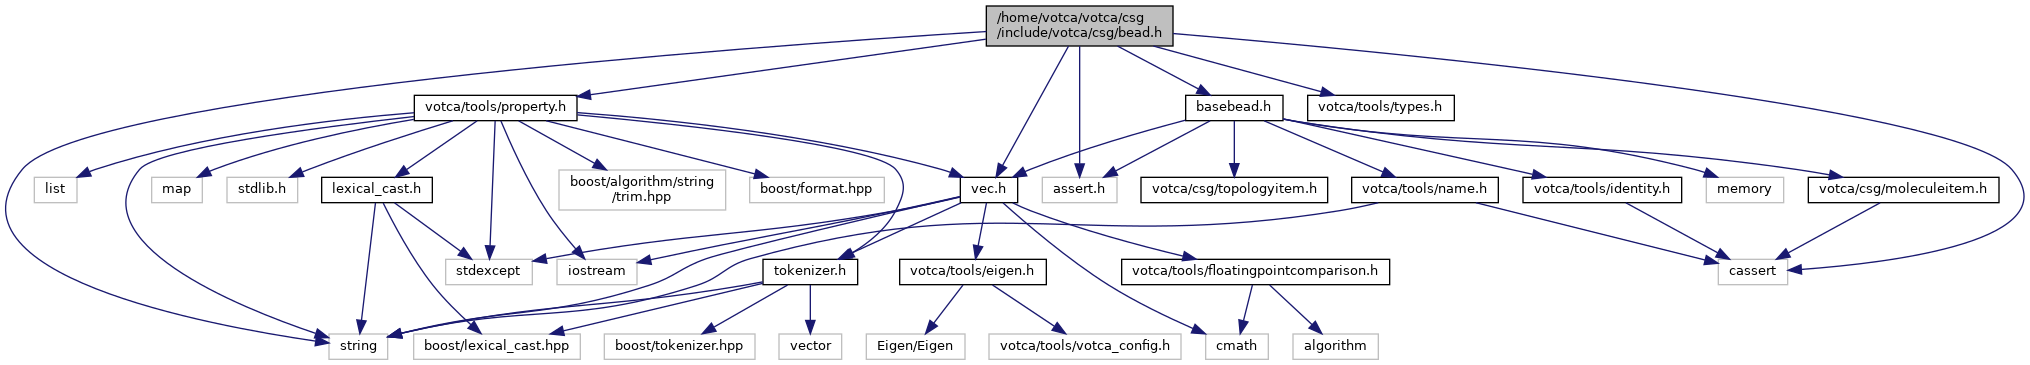 /home/votca/votca/csg
/include/votca/csg/bead.h
votca/tools/property.h
basebead.h
votca/tools/types.h
list
map
stdlib.h
lexical_cast.h
boost/algorithm/string
/trim.hpp
boost/format.hpp
vec.h
assert.h
votca/csg/topologyitem.h
votca/tools/name.h
votca/tools/identity.h
memory
votca/csg/moleculeitem.h
stdexcept
iostream
tokenizer.h
votca/tools/eigen.h
votca/tools/floatingpointcomparison.h
cassert
string
boost/lexical_cast.hpp
boost/tokenizer.hpp
vector
Eigen/Eigen
votca/tools/votca_config.h
cmath
algorithm